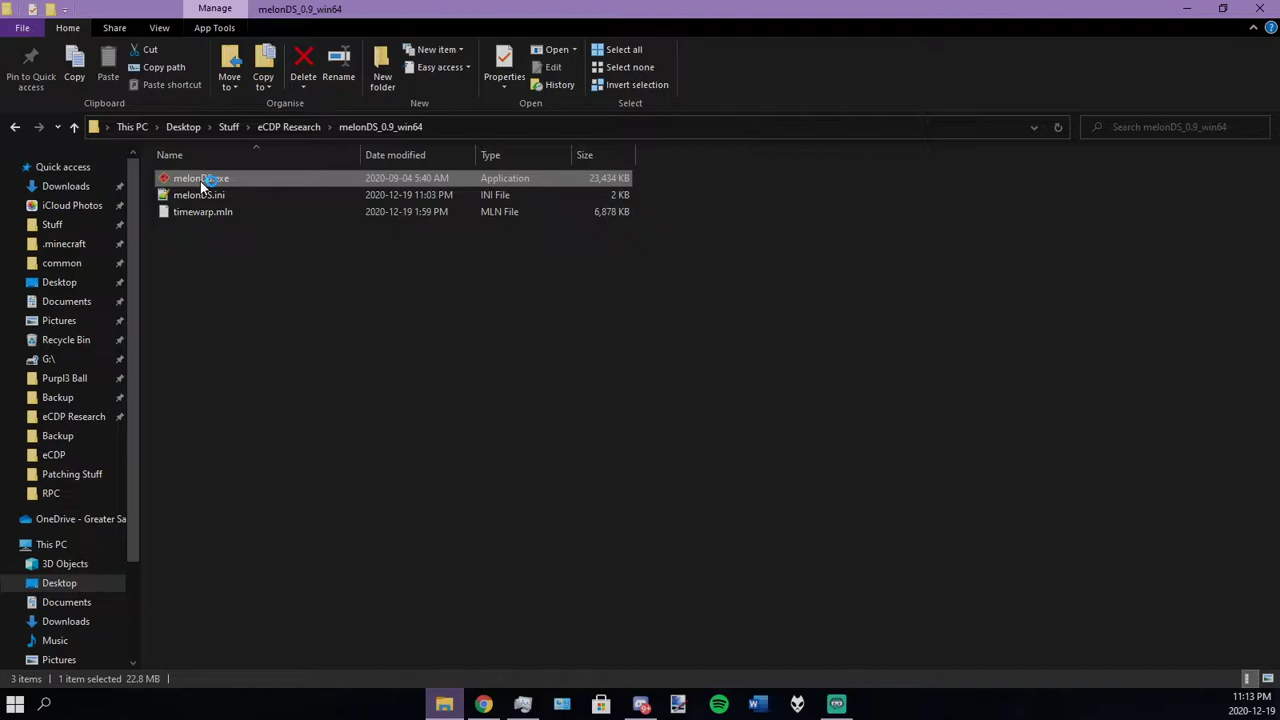 Manage
melonDS_0.9_win64
File
Home
Share
View
App Tools
Pin to Quick access
Copy
Paste
Cut
Copy path
Paste shortcut
Clipboard
Move to
Copy to
Delete
Rename
Organise
New folder
New item
Easy access
New
Properties
Open
Edit
History
Open
Select all
Select none
Invert selection
Select
This PC
Desktop
Stuff
eCDP Research
melonDS_0.9_win64
Search melonDS_0.9_win64
Name
Date modified
Type
Size
melonDS.exe 2020-09-04 5:40 AM Application 23,434 KB
melonDS.ini 2020-12-19 11:03 PM INI File 2 KB
timewarp.mln 2020-12-19 1:59 PM MLN File 6,878 KB
Quick access
Downloads
iCloud Photos
Stuff
.minecraft
common
Desktop
Documents
Pictures
Recycle Bin
G:\
Purpl3 Ball
Backup
eCDP Research
Backup
eCDP
Patching Stuff
RPC
OneDrive - Greater Sa
This PC
3D Objects
Desktop
Documents
Downloads
Music
Pictures
3 items
1 item selected 22.8 MB
11:13 PM
2020-12-19